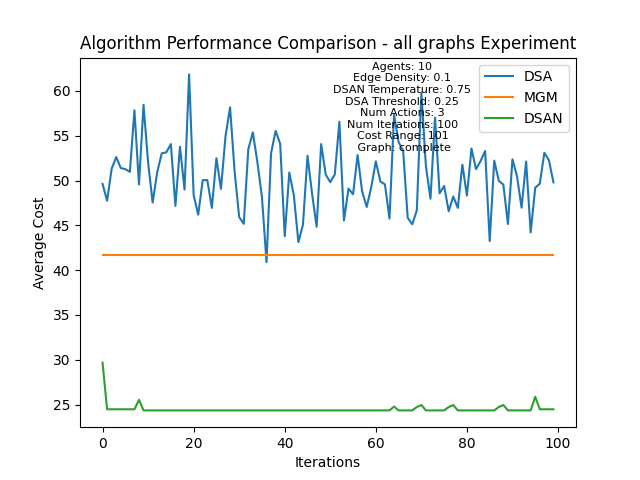 Algorithm Performance Comparison - all graphs Experiment
Agents: 10
Edge Density: 0.1
DSAN Temperature: 0.75
DSA Threshold: 0.25
Num Actions: 3
Num Iterations: 100
Cost Range: 101
Graph: complete
DSA
MGM
DSAN
Average Cost
60
55
50
45
40
35
30
25
0 20 40 60 80 100
Iterations